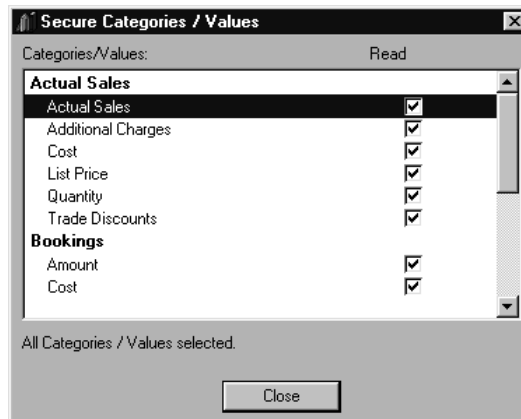 Secure Categories / Values
Categories/Values: Read
Actual Sales
Actual Sales
Additional Charges
Cost
List Price
Quantity
Trade Discounts
Bookings
Amount
Cost
All Categories / Values selected.
Close